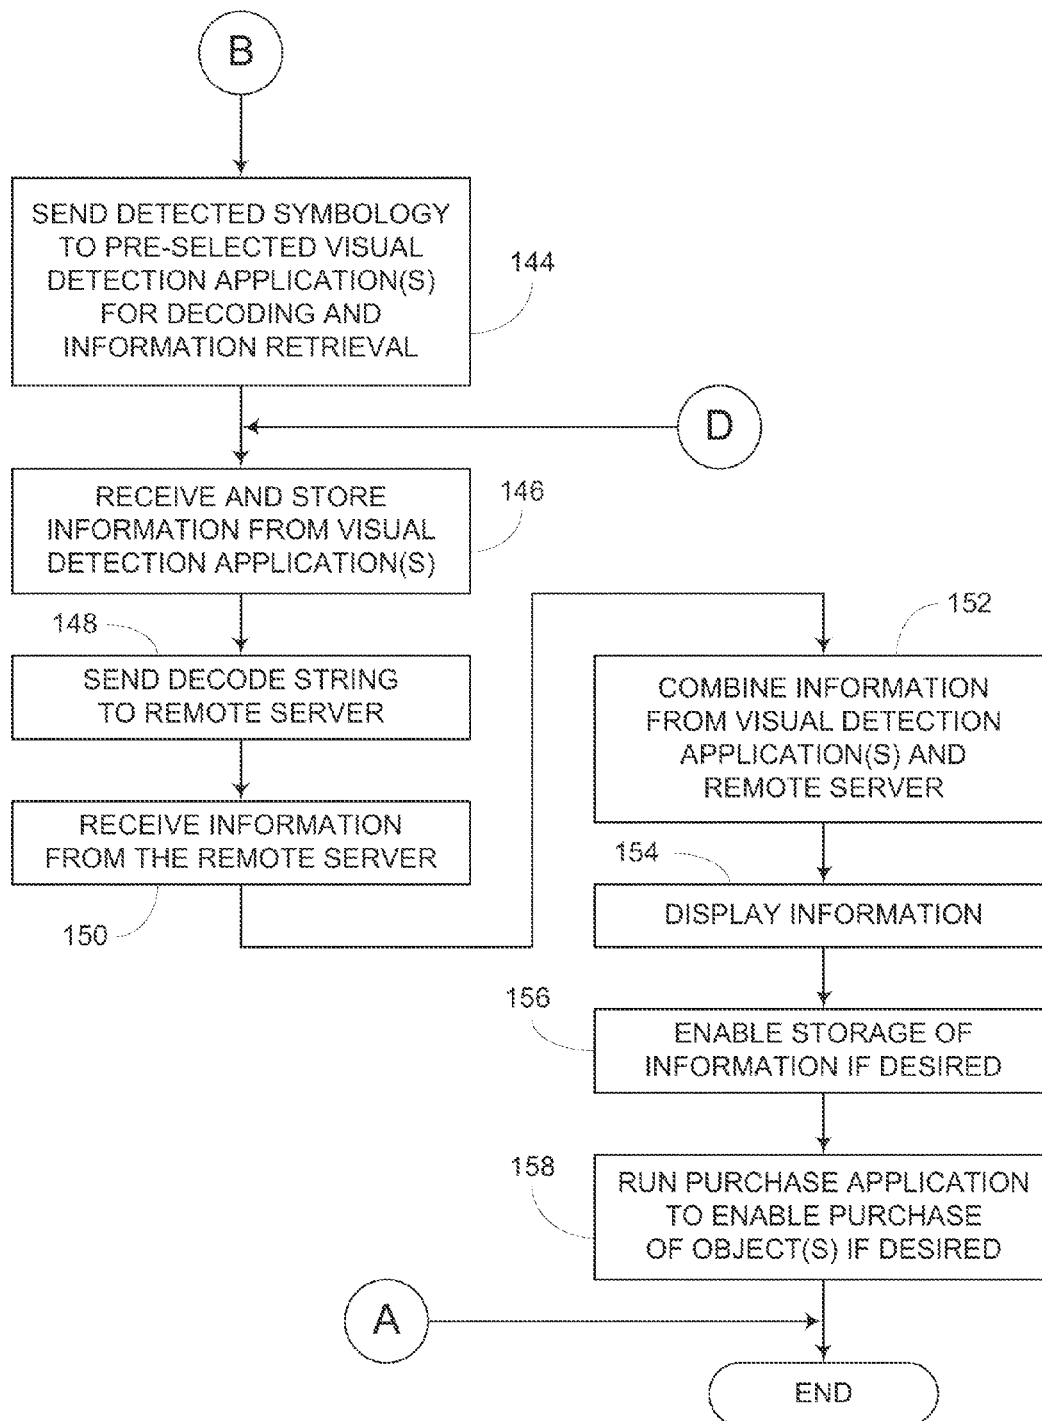 B
SEND DETECTED SYMBOLOGY
TO PRE-SELECTED VISUAL
DETECTION APPLICATION(S)
FOR DECODING AND
INFORMATION RETRIEVAL
144
D
RECEIVE AND STORE
INFORMATION FROM VISUAL
DETECTION APPLICATION(S)
146
148
SEND DECODE STRING
TO REMOTE SERVER
RECEIVE INFORMATION
FROM THE REMOTE SERVER
150
152
COMBINE INFORMATION
FROM VISUAL DETECTION
APPLICATION(S) AND
REMOTE SERVER
154
DISPLAY INFORMATION
156
ENABLE STORAGE OF
INFORMATION IF DESIRED
158
RUN PURCHASE APPLICATION
TO ENABLE PURCHASE
OF OBJECT(S) IF DESIRED
A
END